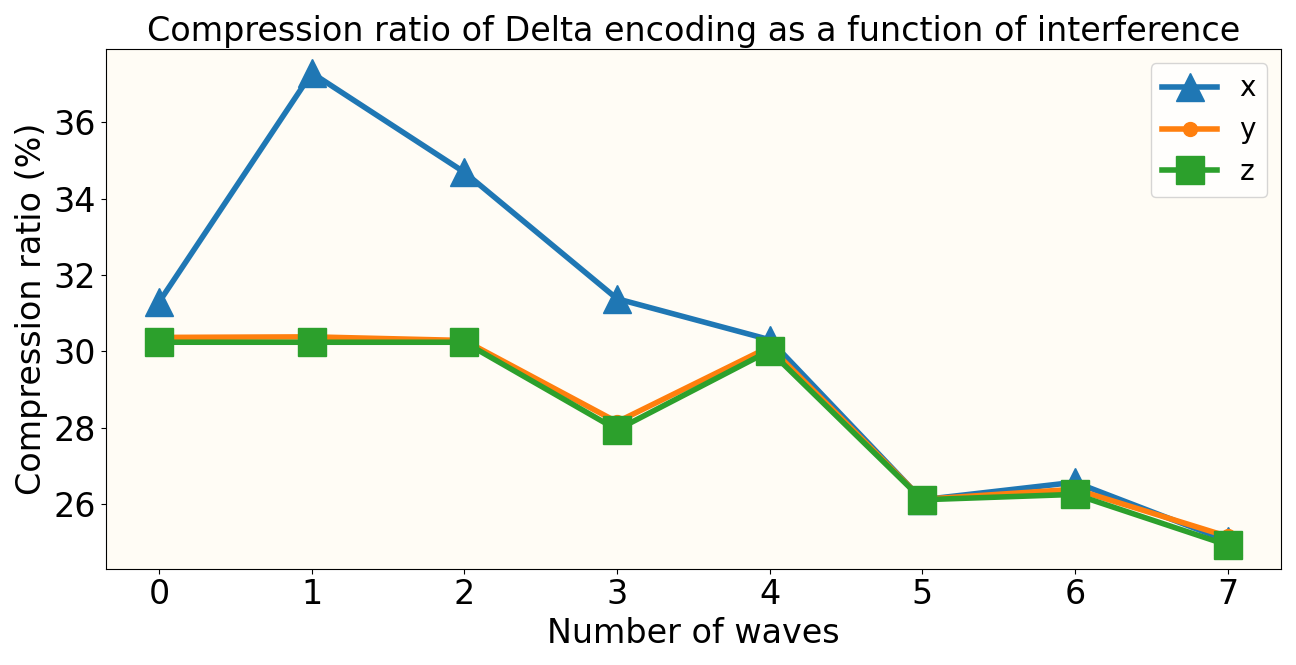 Compression ratio of Delta encoding as a function of interference
x
y
z
36
34
32
30
28
26
Compression ratio (%)
0 1 2 3 4 5 6 7
Number of waves